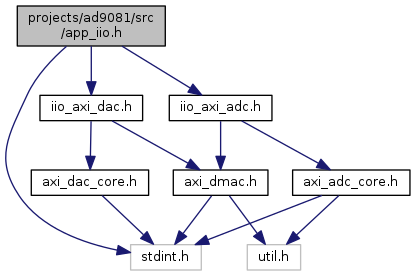 projects/ad9081/src
/app_iio.h
iio_axi_dac.h
iio_axi_adc.h
axi_dac_core.h
axi_dmac.h
axi_adc_core.h
stdint.h
util.h